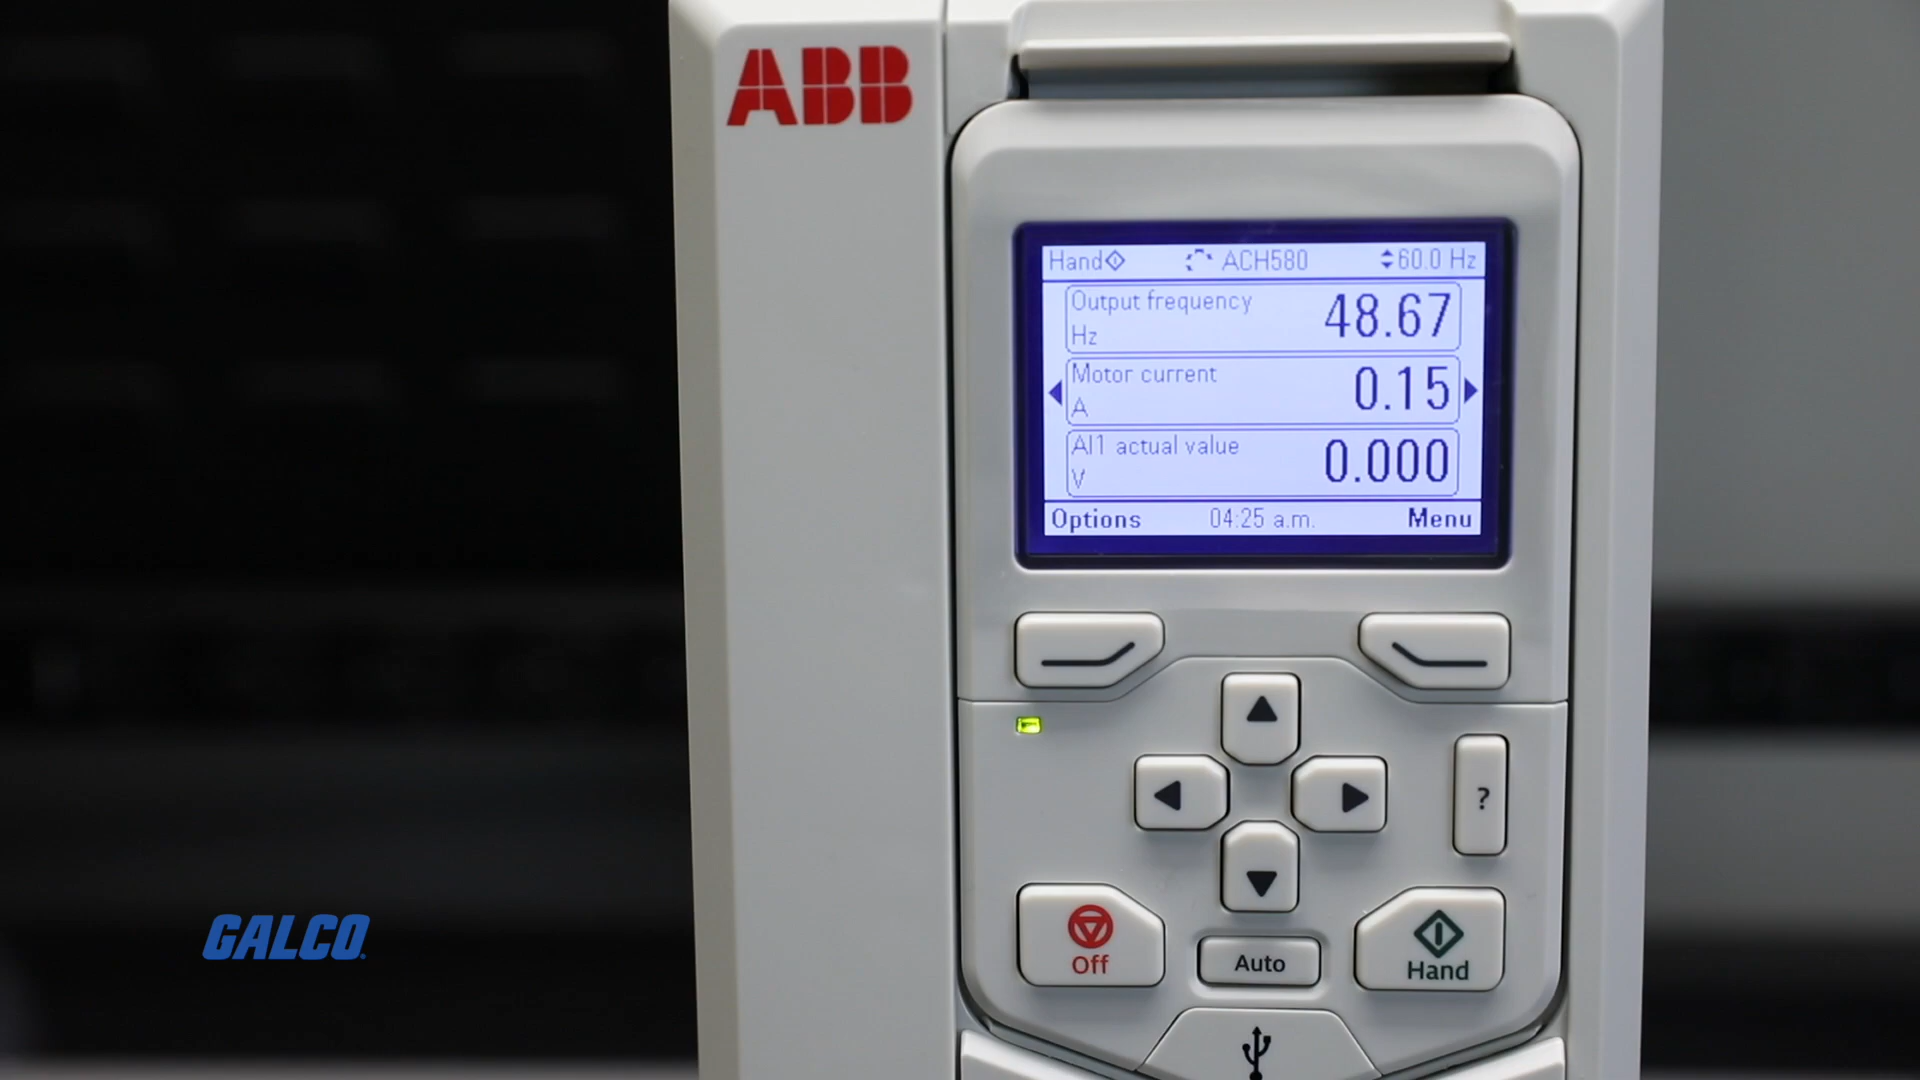 ABB
Hand ACH580 60.0 Hz
Output frequency 48.67
Hz
Motor current 0.15
A
AI1 actual value 0.000
V
Options 04:25 a.m. Menu
?
Off Auto Hand
GALCO